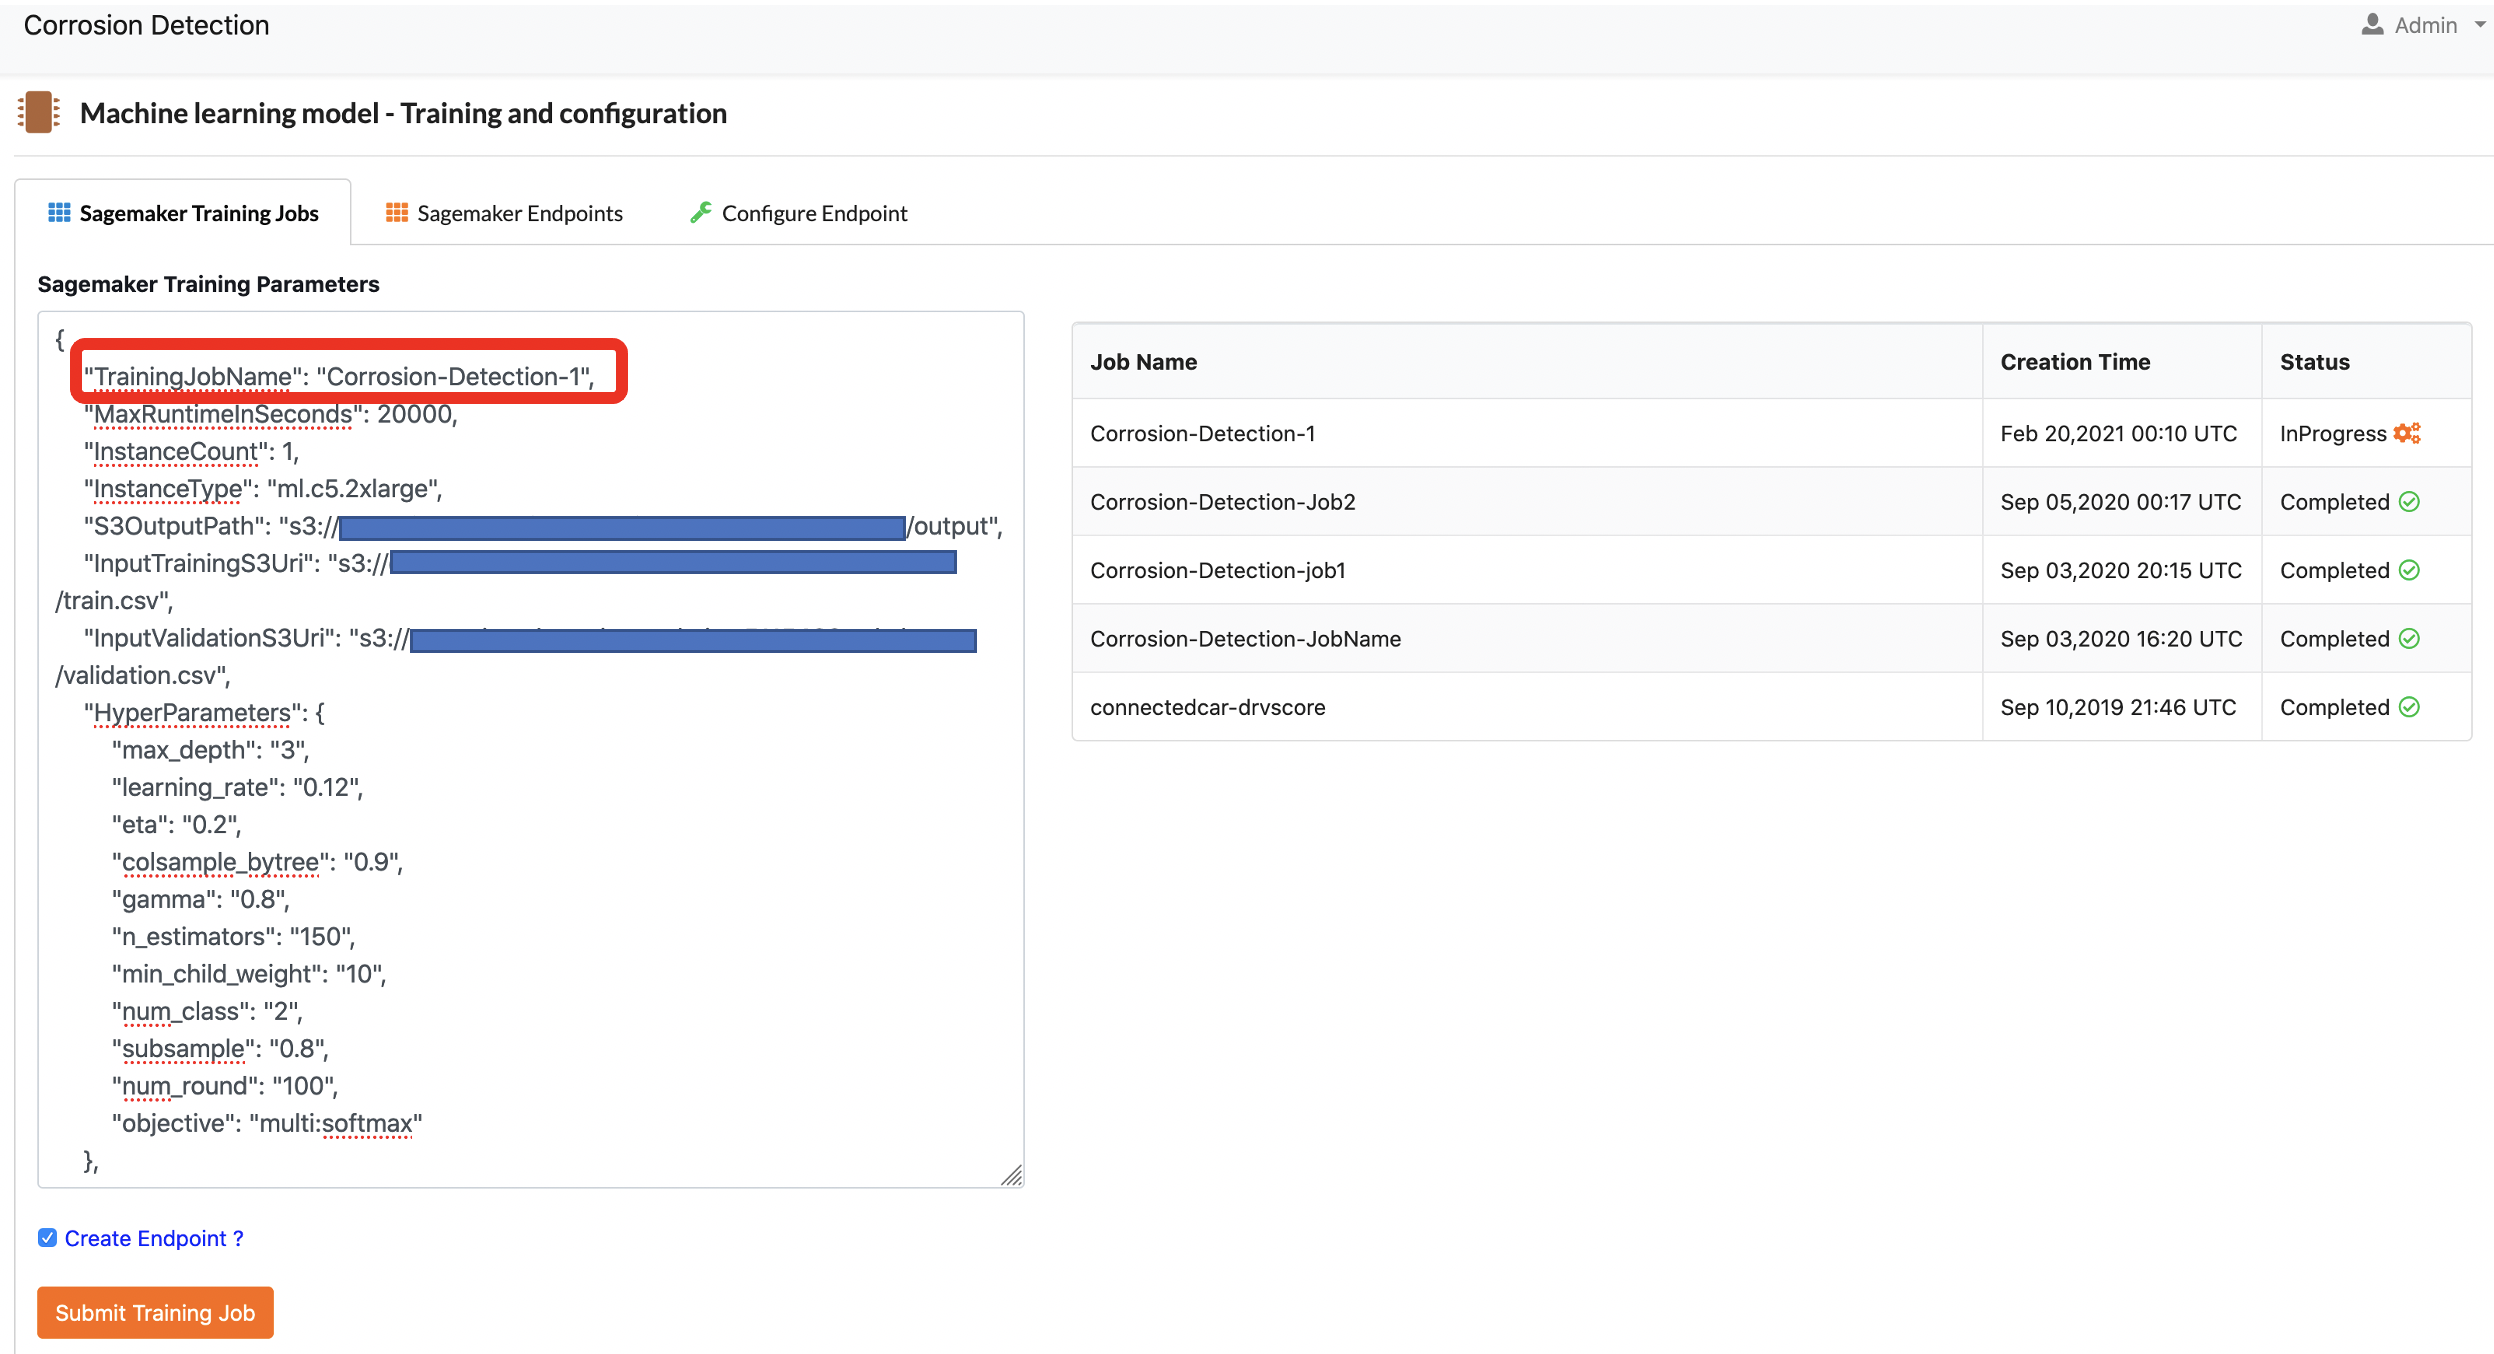 Corrosion Detection
Admin
Machine learning model - Training and configuration
Sagemaker Training Jobs
Sagemaker Endpoints
Configure Endpoint
Sagemaker Training Parameters
{
"TrainingJobName": "Corrosion-Detection-1",
"MaxRuntimeInSeconds": 20000,
"InstanceCount": 1,
"InstanceType": "ml.c5.2xlarge",
"S3OutputPath": "s3:///output",
"InputTrainingS3Uri": "s3://
/train.csv",
"InputValidationS3Uri": "s3://
/validation.csv",
"HyperParameters": {
"max_depth": "3",
"learning_rate": "0.12",
"eta": "0.2",
"colsample_bytree": "0.9",
"gamma": "0.8",
"n_estimators": "150",
"min_child_weight": "10",
"num_class": "2",
"subsample": "0.8",
"num_round": "100",
"objective": "multi:softmax"
},
Create Endpoint ?
Submit Training Job
Job Name Creation Time Status
Corrosion-Detection-1 Feb 20,2021 00:10 UTC InProgress
Corrosion-Detection-Job2 Sep 05,2020 00:17 UTC Completed
Corrosion-Detection-job1 Sep 03,2020 20:15 UTC Completed
Corrosion-Detection-JobName Sep 03,2020 16:20 UTC Completed
connectedcar-drvscore Sep 10,2019 21:46 UTC Completed